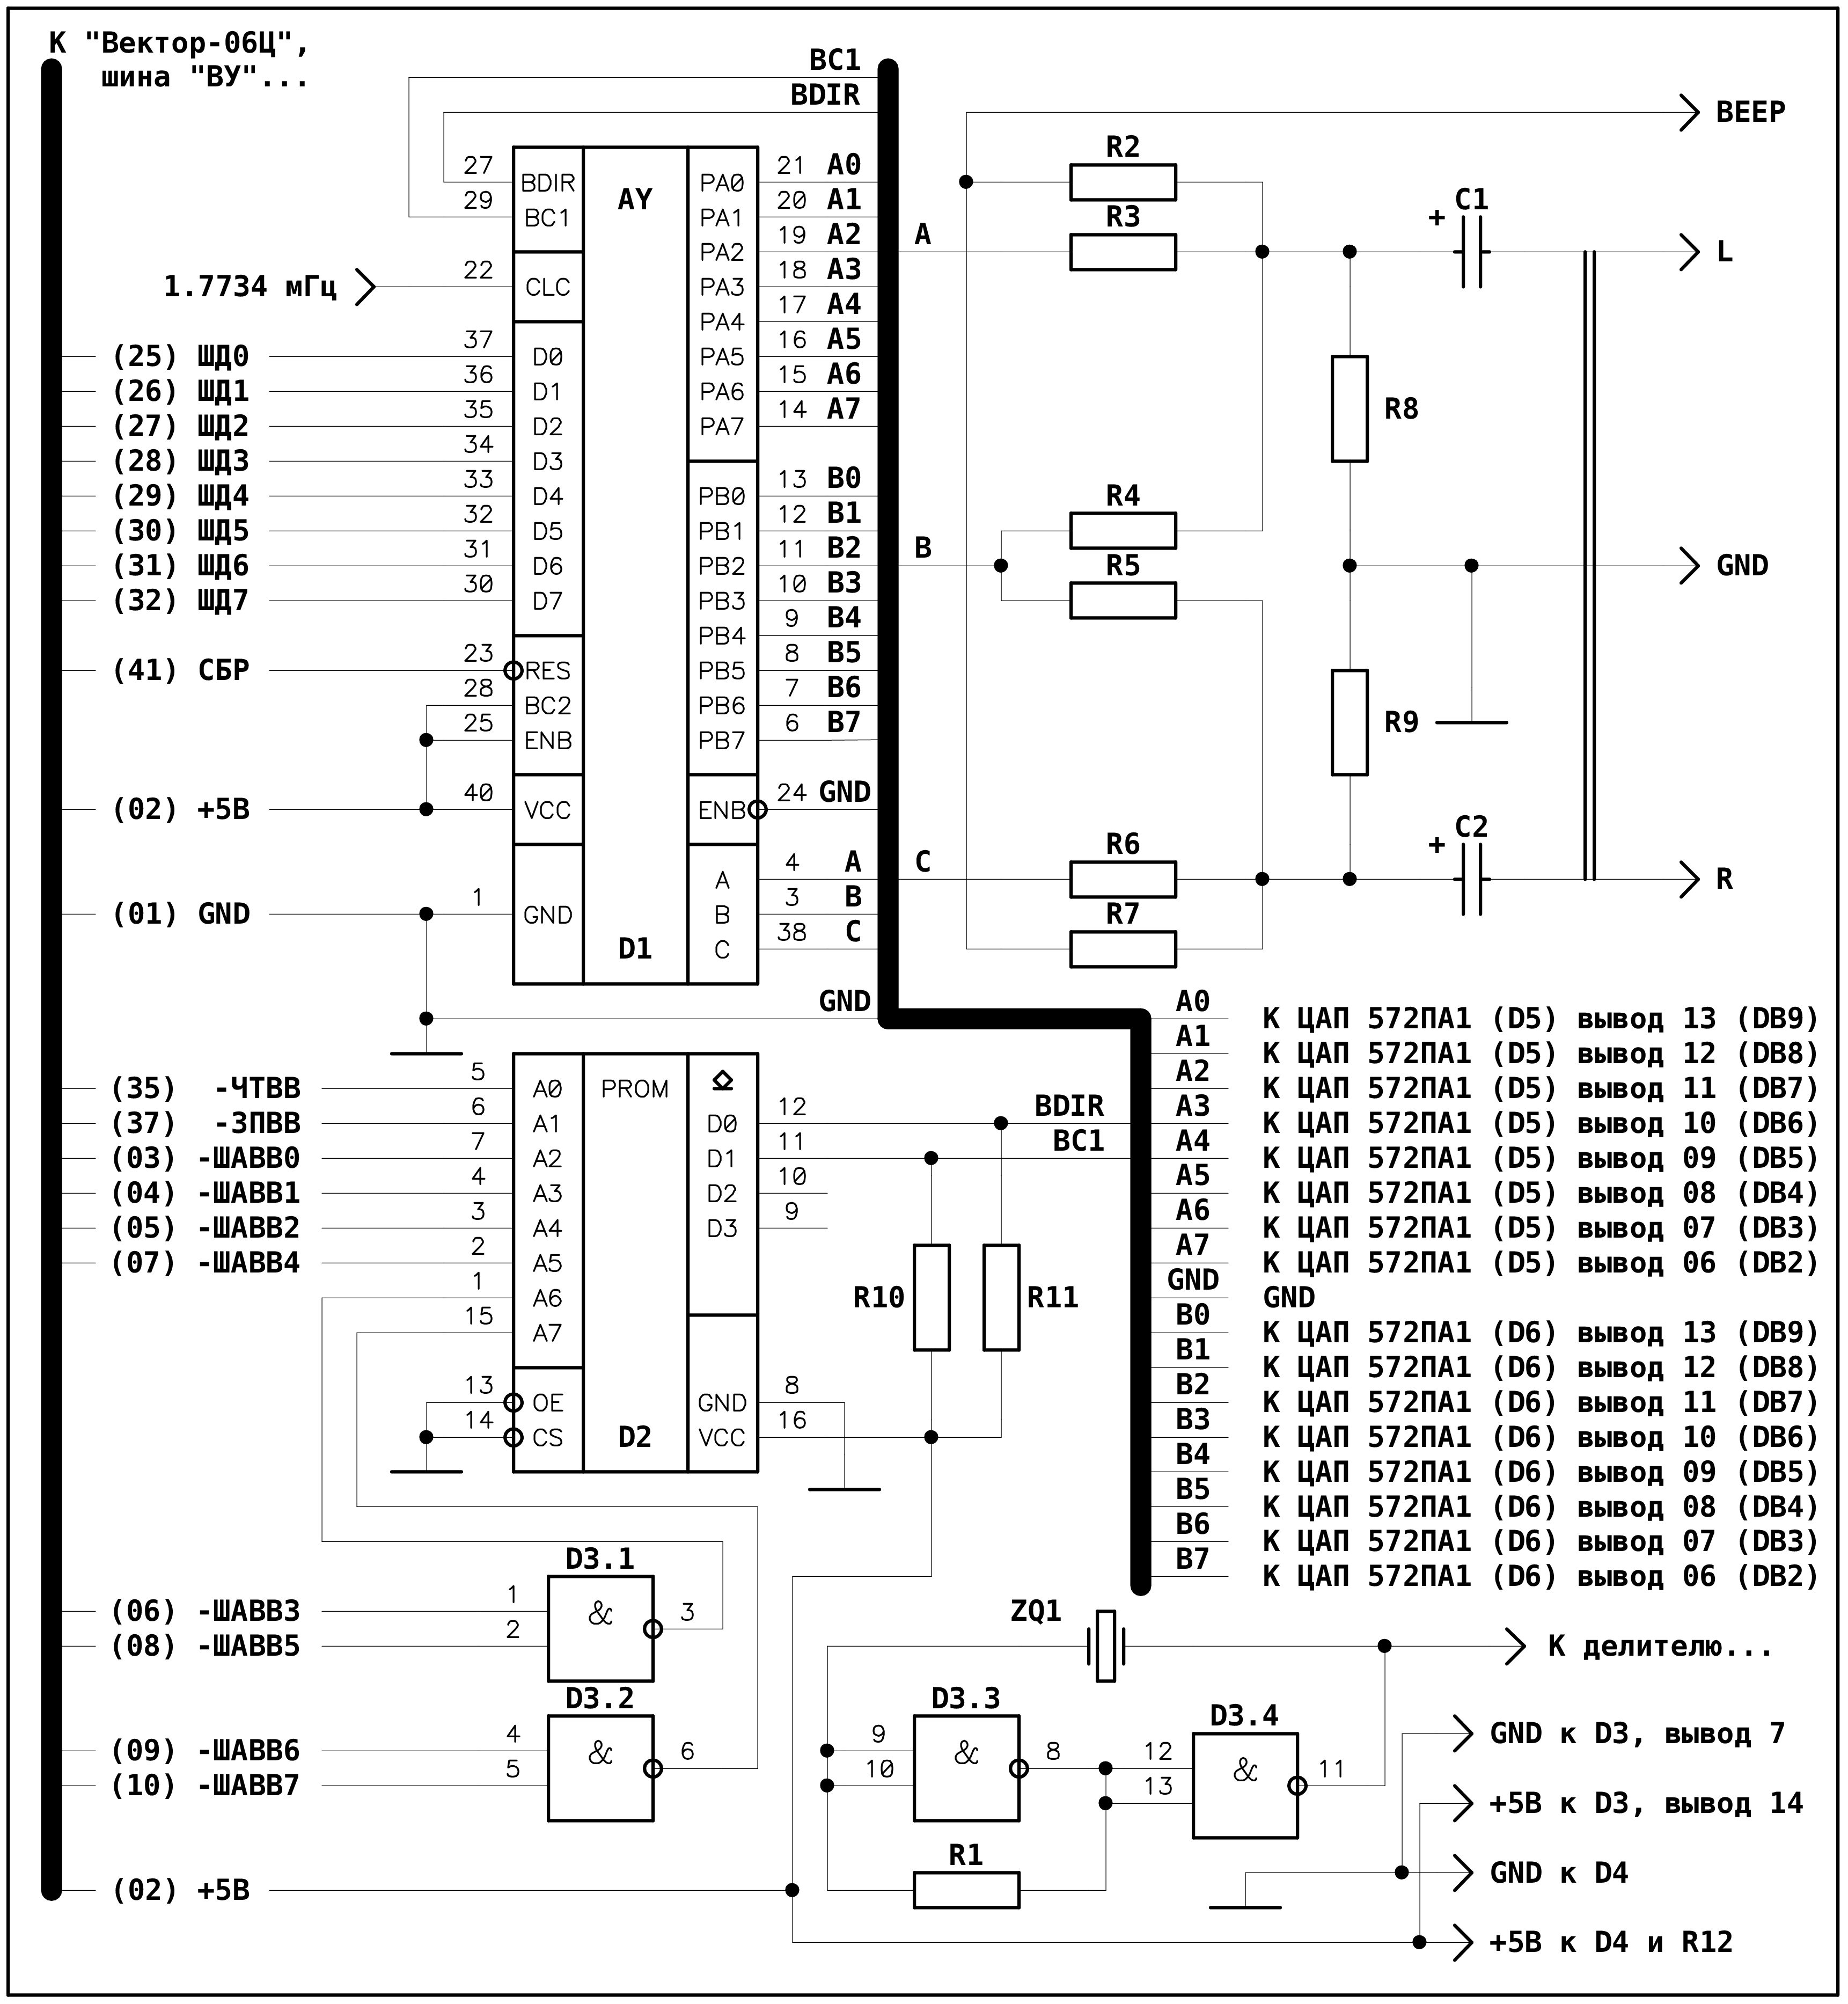 К "Вектор-06Ц",
шина "ВУ"...
BC1
BDIR
BEEP
27 BDIR AY PA0 21 A0
29 BC1 PA1 20 A1
PA2 19 A2 A
1.7734 мГц 22 CLC PA3 18 A3
PA4 17 A4
(25) ШД0 37 D0 PA5 16 A5
(26) ШД1 36 D1 PA6 15 A6
(27) ШД2 35 D2 PA7 14 A7
(28) ШД3 34 D3
(29) ШД4 33 D4 PB0 13 B0
(30) ШД5 32 D5 PB1 12 B1
(31) ШД6 31 D6 PB2 11 B2 B
(32) ШД7 30 D7 PB3 10 B3
PB4 9 B4
(41) СБР 23 RES PB5 8 B5
28 BC2 PB6 7 B6
25 ENB PB7 6 B7
(02) +5В 40 VCC ENB 24 GND
A 4 A C
(01) GND 1 GND B 3 B
D1 C 38 C
GND
R2
R3
+ C1
L
R8
R4
R5
GND
R9
+ C2
R6
R
R7
(35) -ЧТВВ 5 A0 PROM
(37) -ЗПВВ 6 A1 D0 12 BDIR
(03) -ШАВВ0 7 A2 D1 11 BC1
(04) -ШАВВ1 4 A3 D2 10
(05) -ШАВВ2 3 A4 D3 9
(07) -ШАВВ4 2 A5
1 A6
15 A7
R10 R11
13 OE GND 8
14 CS D2 VCC 16
A0 К ЦАП 572ПА1 (D5) вывод 13 (DB9)
A1 К ЦАП 572ПА1 (D5) вывод 12 (DB8)
A2 К ЦАП 572ПА1 (D5) вывод 11 (DB7)
A3 К ЦАП 572ПА1 (D5) вывод 10 (DB6)
A4 К ЦАП 572ПА1 (D5) вывод 09 (DB5)
A5 К ЦАП 572ПА1 (D5) вывод 08 (DB4)
A6 К ЦАП 572ПА1 (D5) вывод 07 (DB3)
A7 К ЦАП 572ПА1 (D5) вывод 06 (DB2)
GND GND
B0 К ЦАП 572ПА1 (D6) вывод 13 (DB9)
B1 К ЦАП 572ПА1 (D6) вывод 12 (DB8)
B2 К ЦАП 572ПА1 (D6) вывод 11 (DB7)
B3 К ЦАП 572ПА1 (D6) вывод 10 (DB6)
B4 К ЦАП 572ПА1 (D6) вывод 09 (DB5)
B5 К ЦАП 572ПА1 (D6) вывод 08 (DB4)
B6 К ЦАП 572ПА1 (D6) вывод 07 (DB3)
B7 К ЦАП 572ПА1 (D6) вывод 06 (DB2)
D3.1
(06) -ШАВВ3 1 & 3
(08) -ШАВВ5 2
D3.2
(09) -ШАВВ6 4 & 6
(10) -ШАВВ7 5
(02) +5В
ZQ1
К делителю...
D3.3
9 & 8
10
D3.4
12 & 11
13
R1
GND к D3, вывод 7
+5В к D3, вывод 14
GND к D4
+5В к D4 и R12